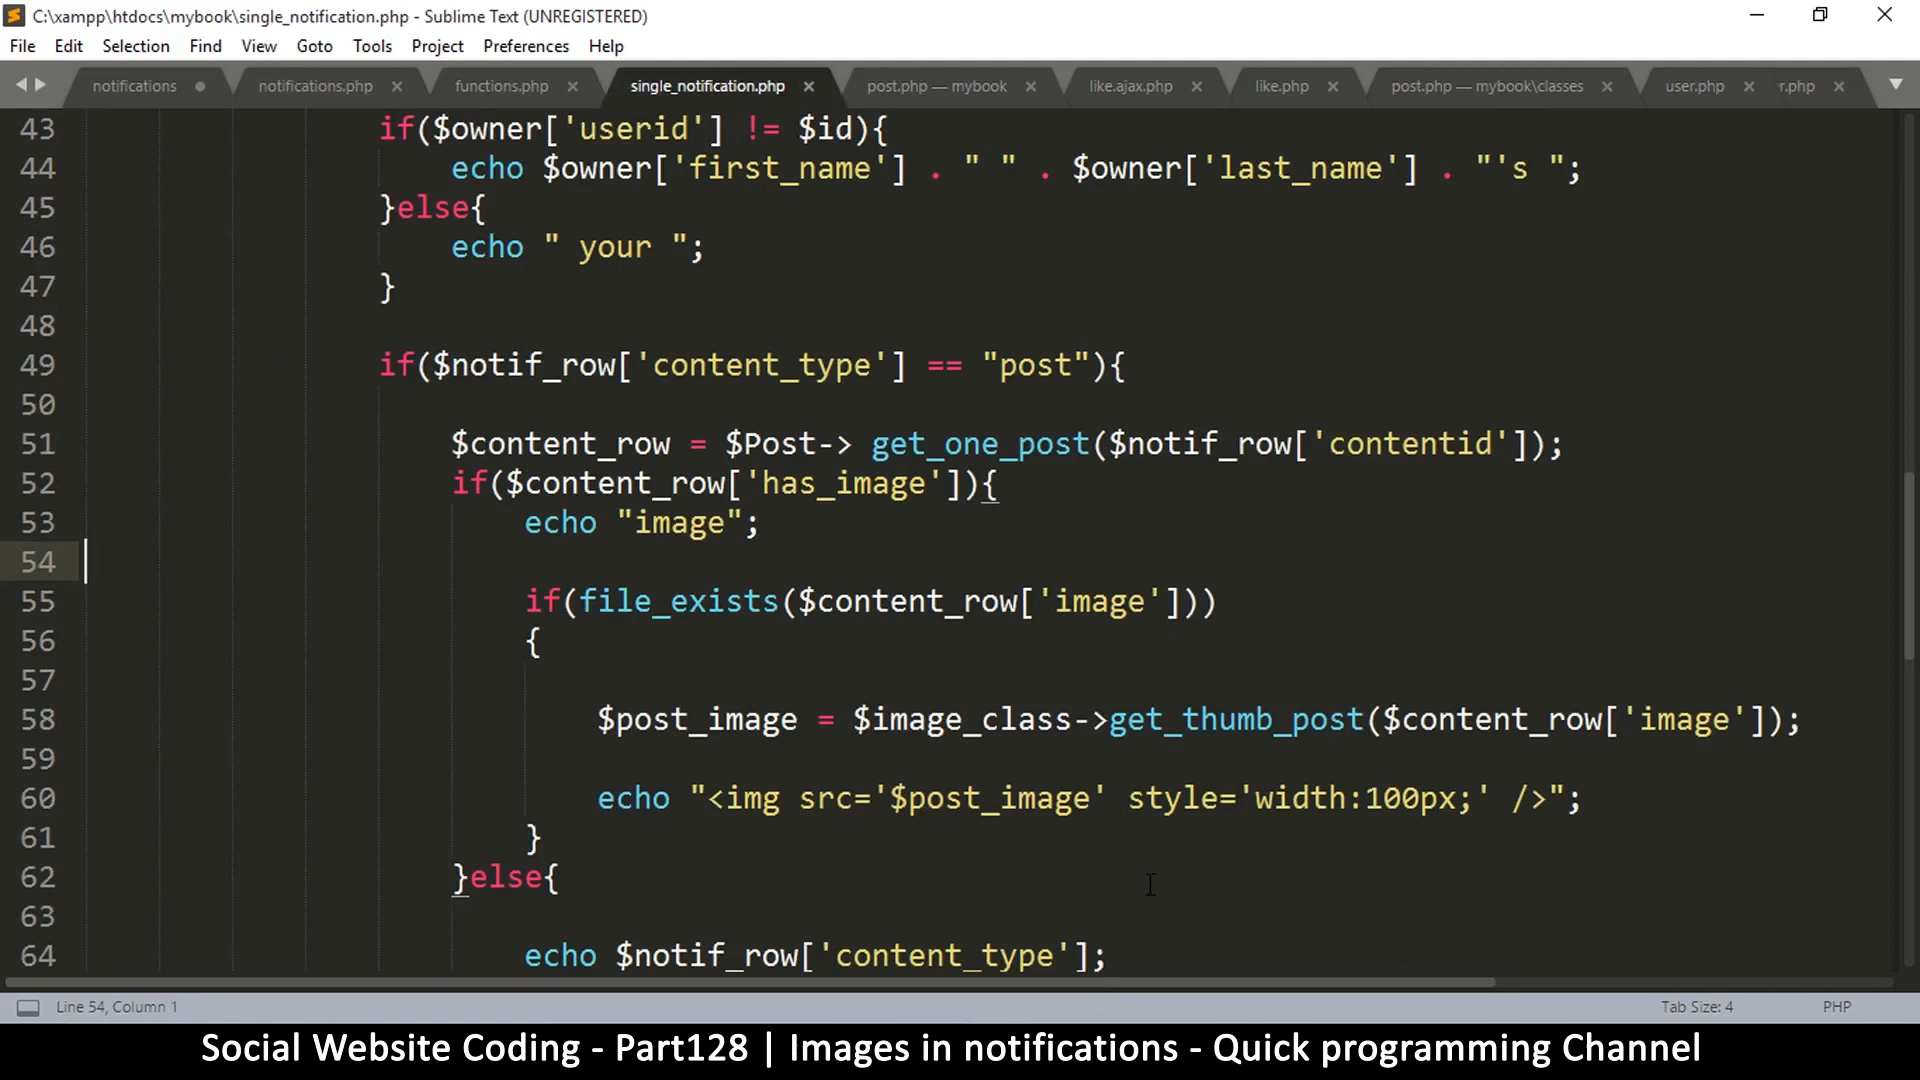 C:\xampp\htdocs\mybook\single_notification.php - Sublime Text (UNREGISTERED)
File Edit Selection Find View Goto Tools Project Preferences Help
notifications notifications.php functions.php single_notification.php post.php — mybook like.ajax.php like.php post.php — mybook\classes user.php r.php
43 if($owner['userid'] != $id){
44 echo $owner['first_name'] . " " . $owner['last_name'] . "'s ";
45 }else{
46 echo " your ";
47 }
48
49 if($notif_row['content_type'] == "post"){
50
51 $content_row = $Post-> get_one_post($notif_row['contentid']);
52 if($content_row['has_image']){
53 echo "image";
54
55 if(file_exists($content_row['image']))
56 {
57
58 $post_image = $image_class->get_thumb_post($content_row['image']);
59
60 echo "<img src='$post_image' style='width:100px;' />";
61 }
62 }else{
63
64 echo $notif_row['content_type'];
Line 54, Column 1 Tab Size: 4 PHP
Social Website Coding - Part128 | Images in notifications - Quick programming Channel